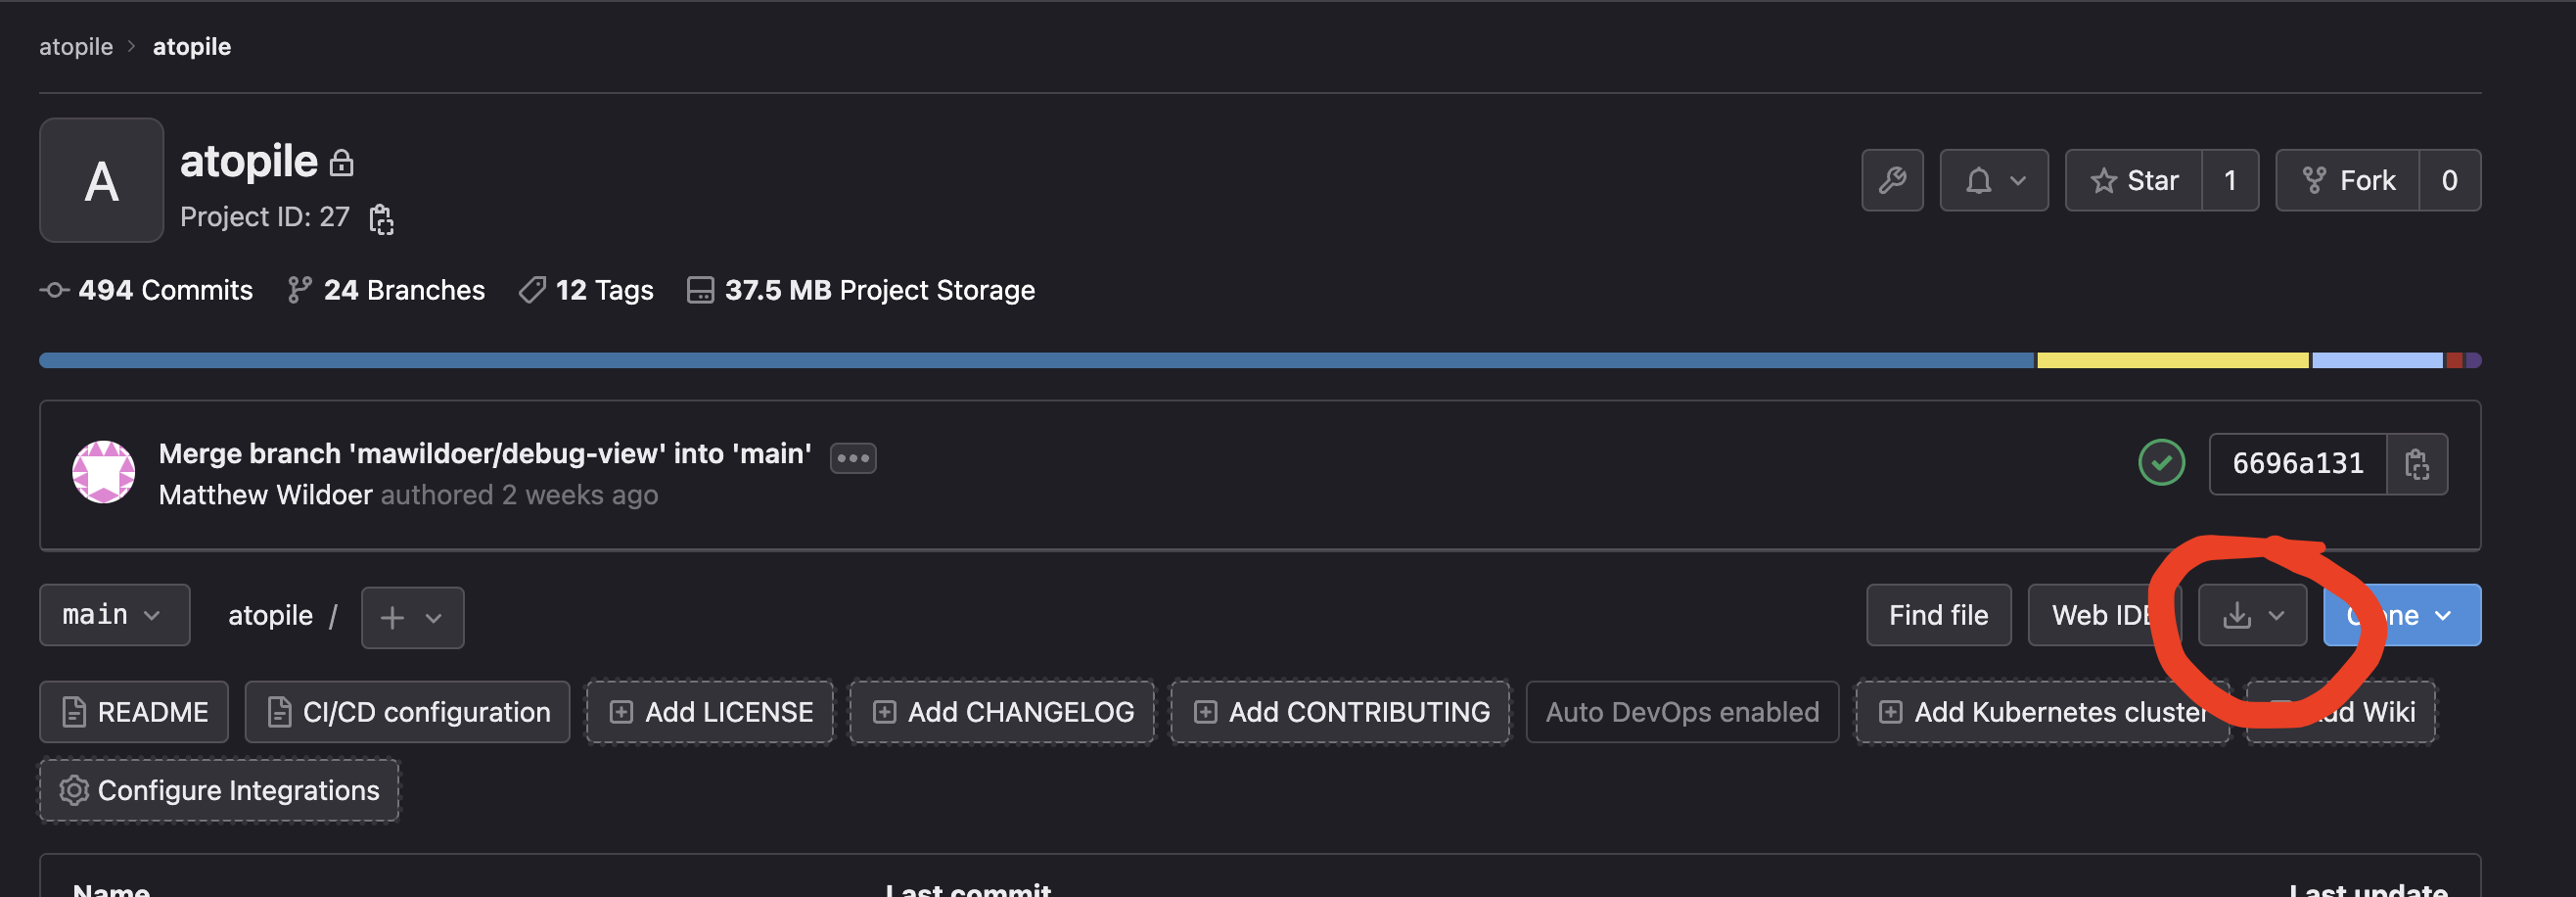 atopile > atopile
A
atopile
Project ID: 27
Star 1
Fork 0
494 Commits 24 Branches 12 Tags 37.5 MB Project Storage
Merge branch 'mawildoer/debug-view' into 'main'
Matthew Wildoer authored 2 weeks ago
6696a131
main atopile / + Find file Web IDE
README CI/CD configuration Add LICENSE Add CHANGELOG Add CONTRIBUTING Auto DevOps enabled Add Kubernetes cluster Add Wiki
Configure Integrations
Name Last commit Last update